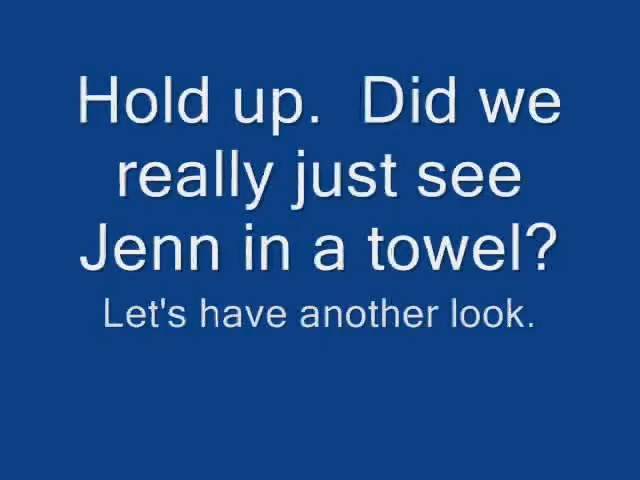 Hold up.  Did we
really just see
Jenn in a towel?
Let's have another look.